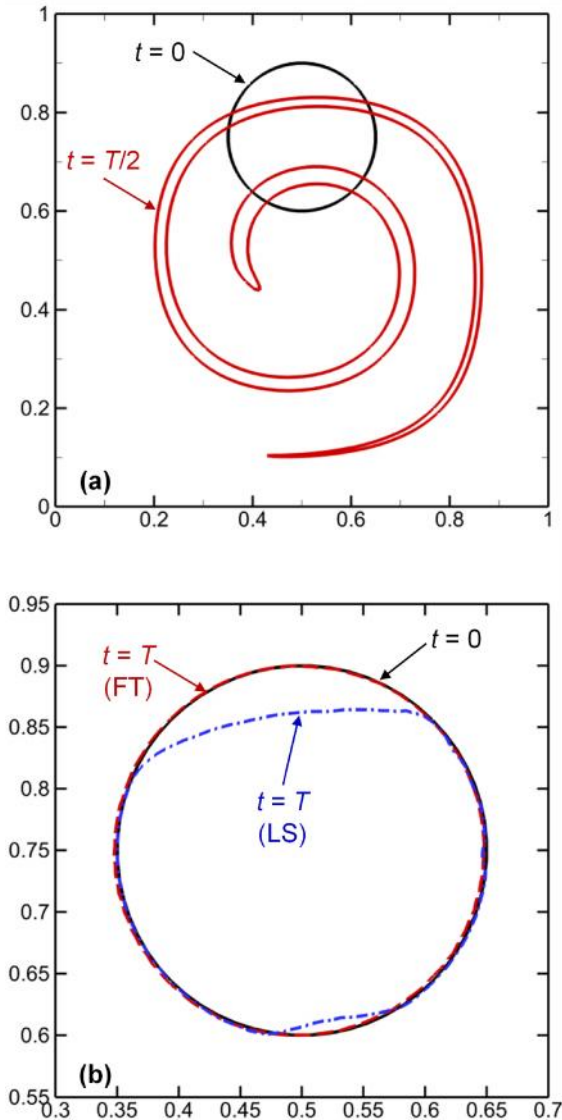 1
t = 0
0.8
t = T/2
0.6
0.4
0.2
(a)
0
0 0.2 0.4 0.6 0.8 1
0.95
t = T
(FT)
t = 0
0.9
0.85
0.8
t = T
(LS)
0.75
0.7
0.65
0.6
(b)
0.55
0.3 0.35 0.4 0.45 0.5 0.55 0.6 0.65 0.7